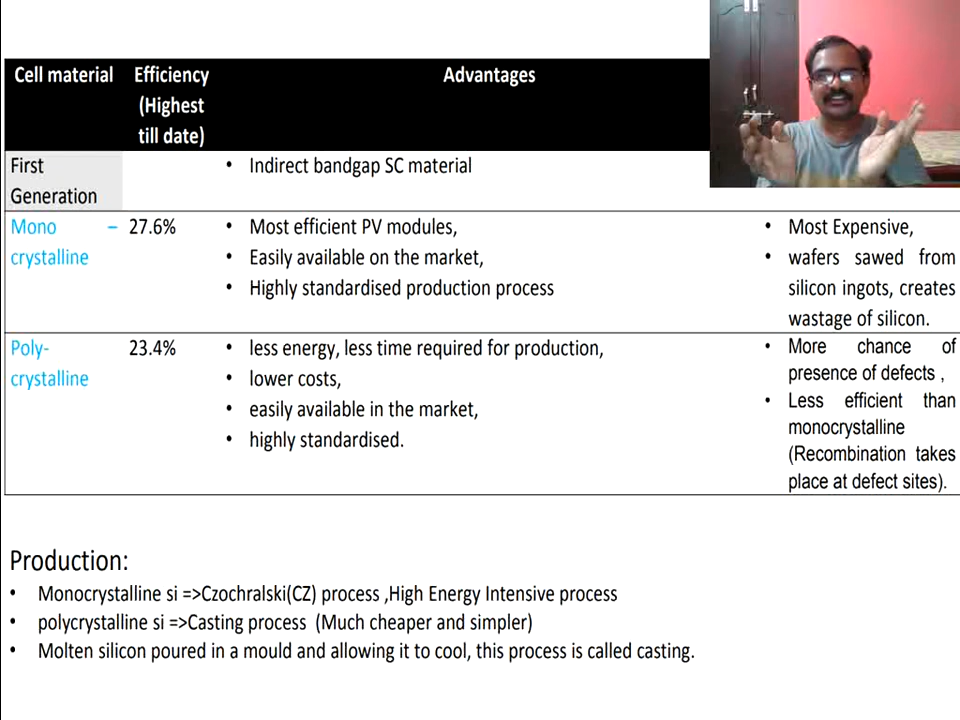 Cell material Efficiency (Highest till date) Advantages
First Generation
• Indirect bandgap SC material
Mono – crystalline
27.6%
• Most efficient PV modules,
• Easily available on the market,
• Highly standardised production process
• Most Expensive,
• wafers sawed from
silicon ingots, creates
wastage of silicon.
Poly-
crystalline
23.4%
• less energy, less time required for production,
• lower costs,
• easily available in the market,
• highly standardised.
• More chance of
presence of defects ,
• Less efficient than
monocrystalline
(Recombination takes
place at defect sites).
Production:
• Monocrystalline si =>Czochralski(CZ) process ,High Energy Intensive process
• polycrystalline si =>Casting process (Much cheaper and simpler)
• Molten silicon poured in a mould and allowing it to cool, this process is called casting.